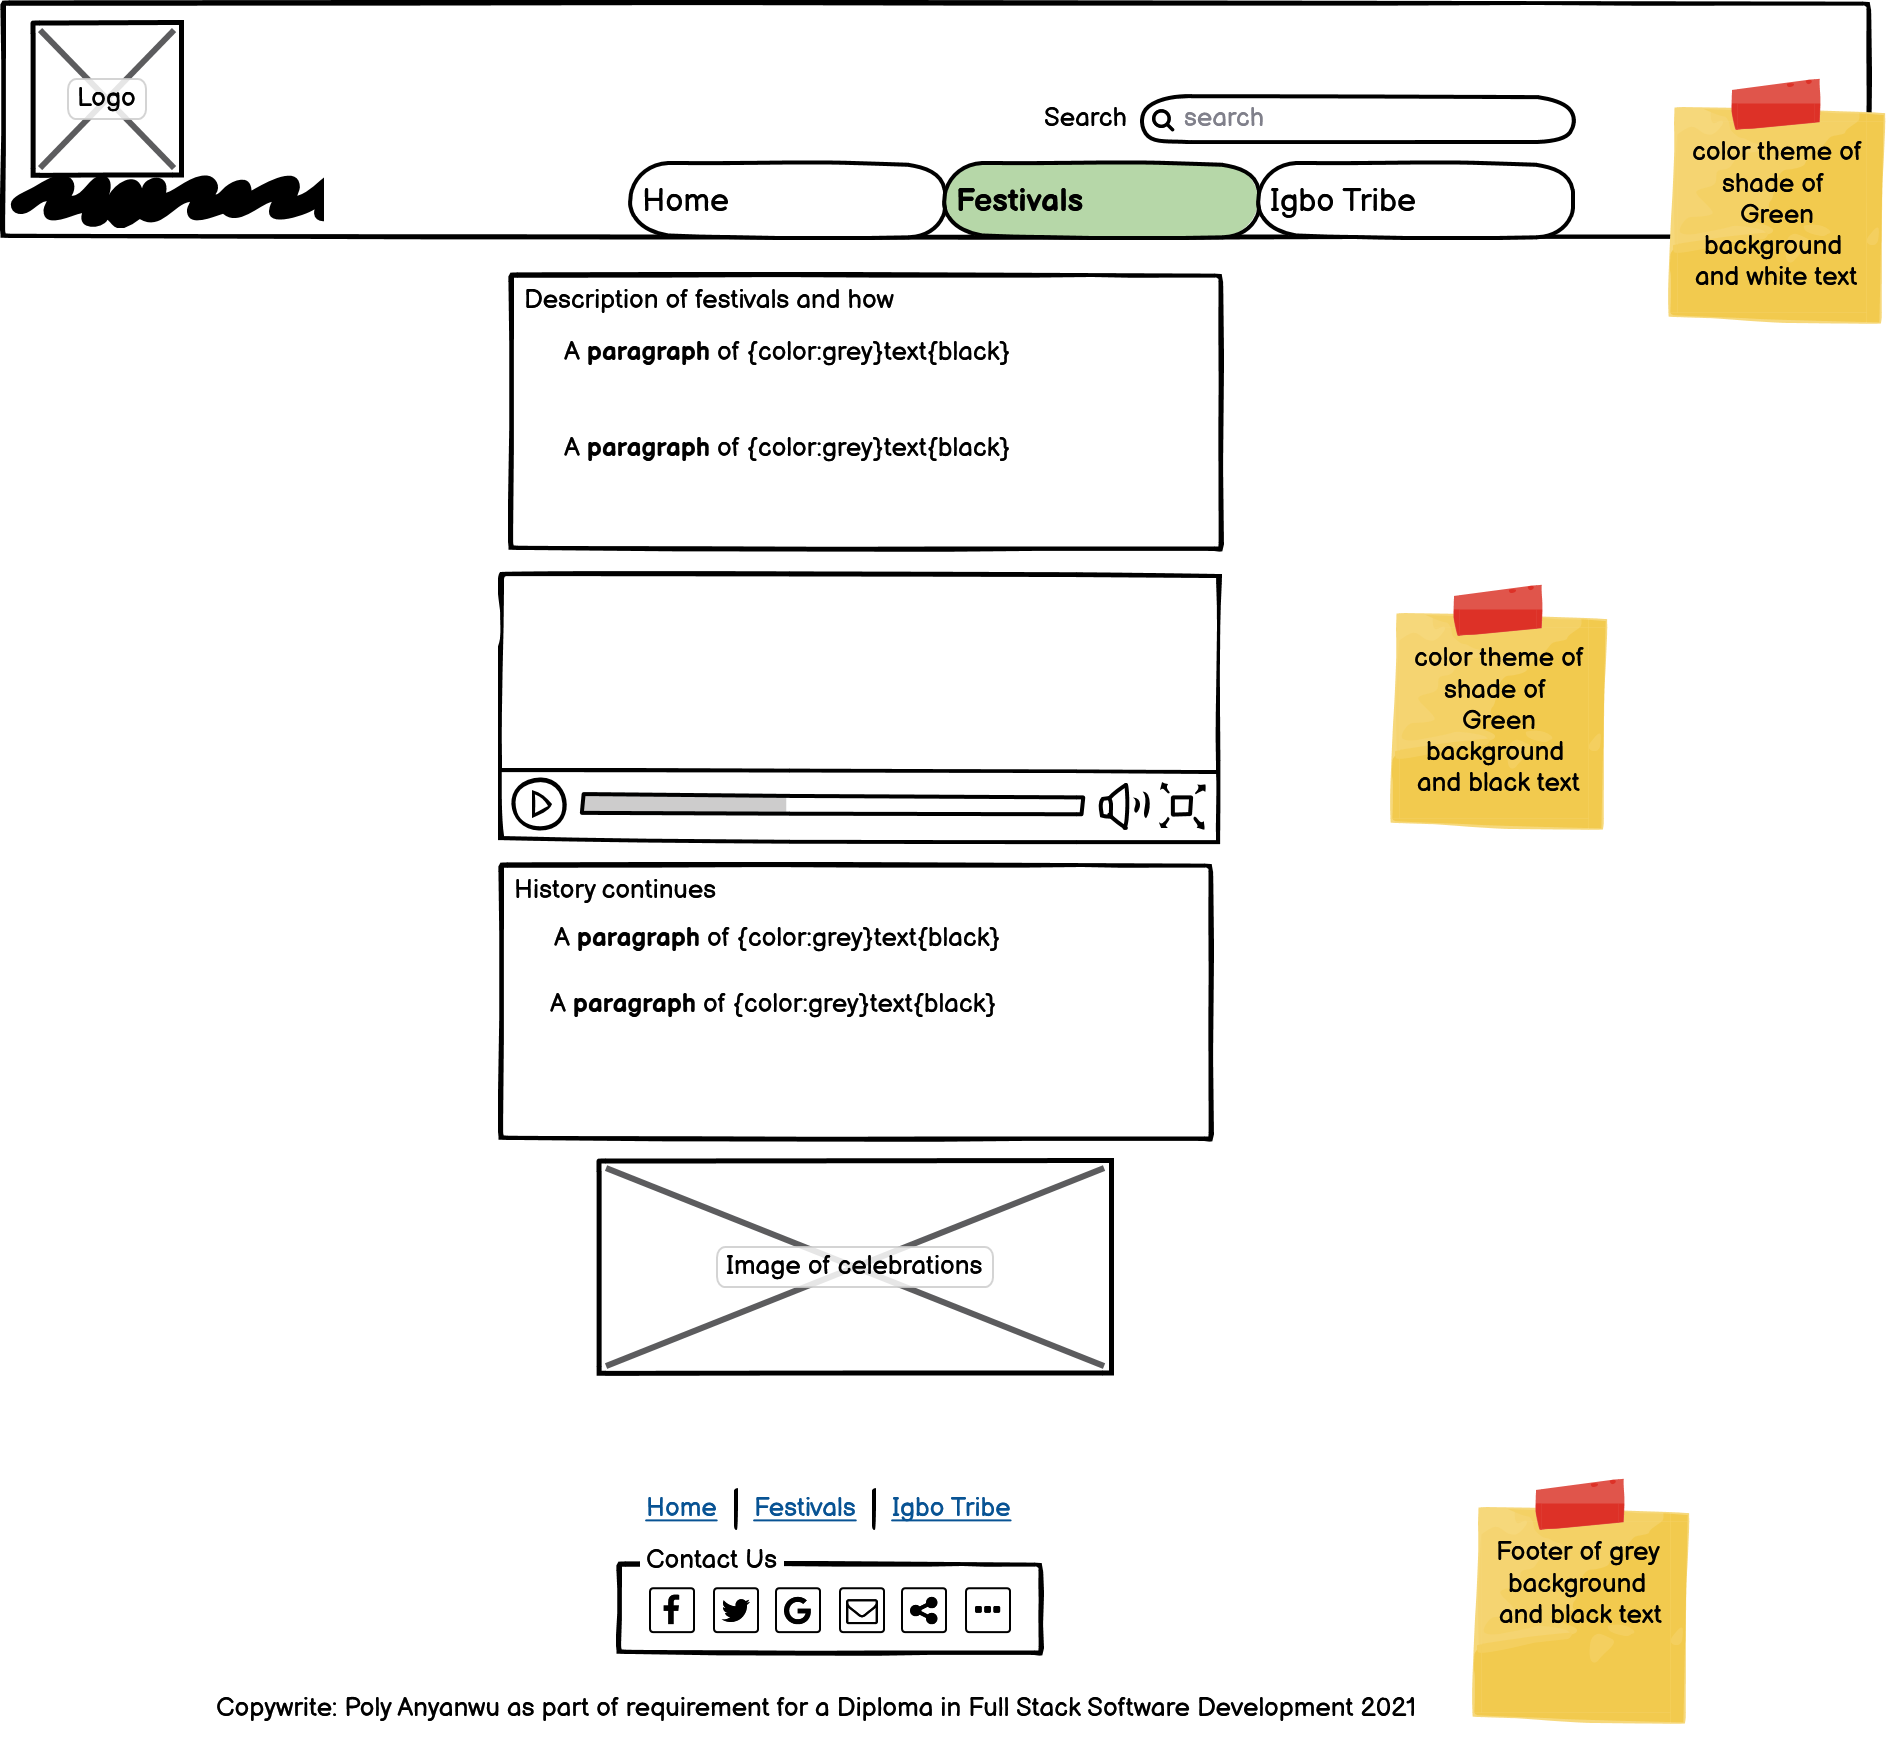 Logo
Search
search
Home
Festivals
Igbo Tribe
color theme of
shade of
Green
background
and white text
Description of festivals and how
A paragraph of {color:grey}text{black}
A paragraph of {color:grey}text{black}
color theme of
shade of
Green
background
and black text
History continues
A paragraph of {color:grey}text{black}
A paragraph of {color:grey}text{black}
Image of celebrations
Home
Festivals
Igbo Tribe
Contact Us
Footer of grey
background
and black text
Copywrite: Poly Anyanwu as part of requirement for a Diploma in Full Stack Software Development 2021